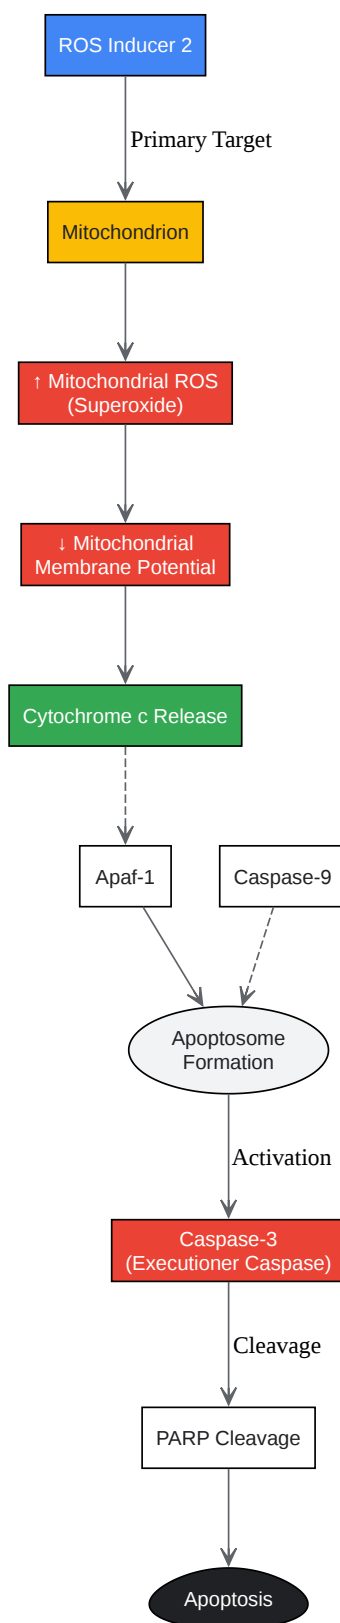 ROS Inducer 2
Primary Target
Mitochondrion
↑ Mitochondrial ROS
(Superoxide)
↓ Mitochondrial
Membrane Potential
Cytochrome c Release
Apaf-1
Caspase-9
Apoptosome
Formation
Activation
Caspase-3
(Executioner Caspase)
Cleavage
PARP Cleavage
Apoptosis